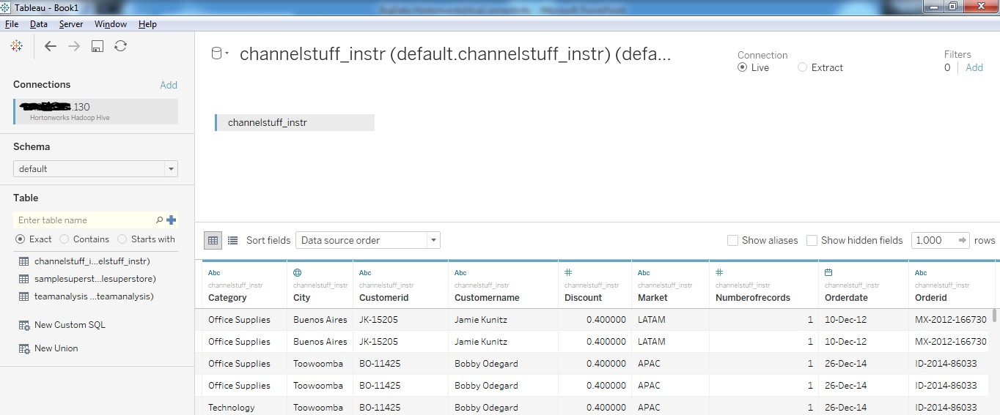 Tableau - Book1
File Data Server Window Help
Connections Add
.130
Hortonworks Hadoop Hive
Schema
default
Table
Enter table name
Exact Contains Starts with
channelstuff_i...elstuff_instr)
samplesuperst...lesuperstore)
teamanalysis ...teamanalysis)
New Custom SQL
New Union
channelstuff_instr (default.channelstuff_instr) (defa...
Connection
Live Extract
Filters
0 Add
channelstuff_instr
Sort fields Data source order Show aliases Show hidden fields 1,000 rows
Abc Abc Abc # Abc # Abc
channelstuff_instr channelstuff_instr channelstuff_instr channelstuff_instr channelstuff_instr channelstuff_instr channelstuff_instr channelstuff_instr channelstuff_instr
Category City Customerid Customername Discount Market Numberofrecords Orderdate Orderid
Office Supplies Buenos Aires JK-15205 Jamie Kunitz 0.400000 LATAM 1 10-Dec-12 MX-2012-166730
Office Supplies Buenos Aires JK-15205 Jamie Kunitz 0.400000 LATAM 1 10-Dec-12 MX-2012-166730
Office Supplies Toowoomba BO-11425 Bobby Odegard 0.400000 APAC 1 26-Dec-14 ID-2014-86033
Office Supplies Toowoomba BO-11425 Bobby Odegard 0.400000 APAC 1 26-Dec-14 ID-2014-86033
Technology Toowoomba BO-11425 Bobby Odegard 0.400000 APAC 1 26-Dec-14 ID-2014-86033